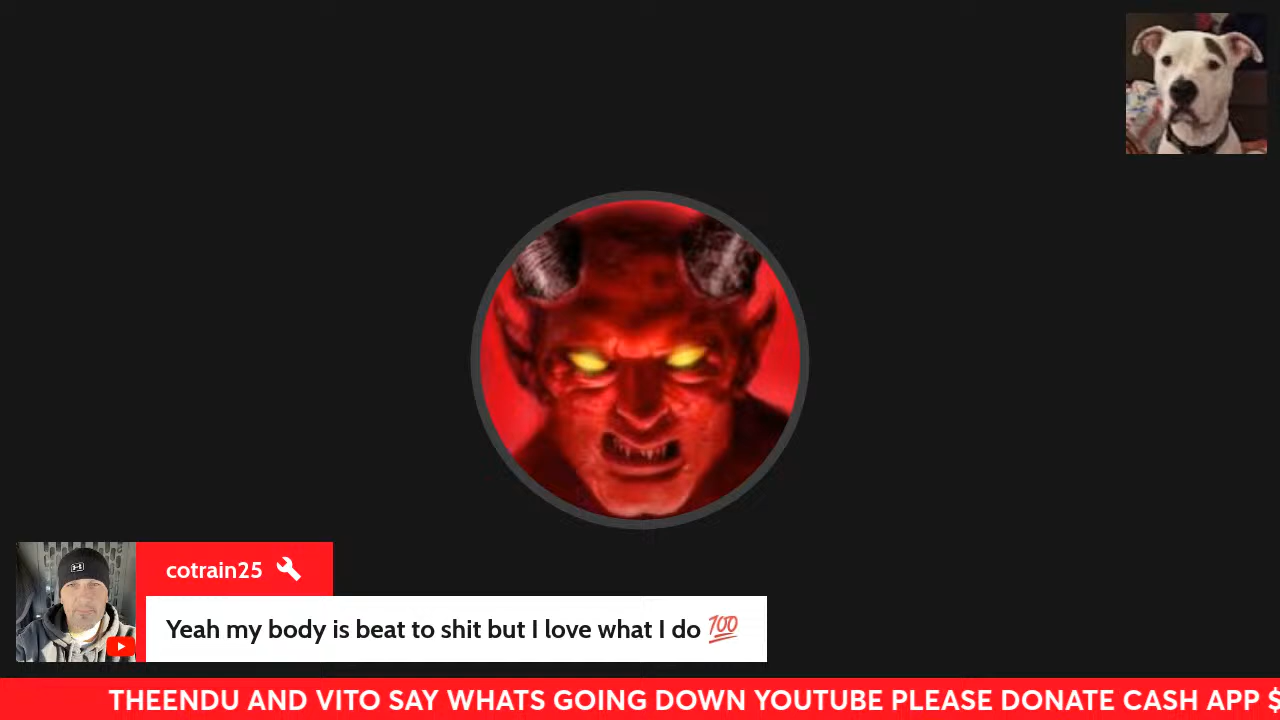 cotrain25
Yeah my body is beat to shit but I love what I do 💯
THEENDU AND VITO SAY WHATS GOING DOWN YOUTUBE PLEASE DONATE CASH APP $